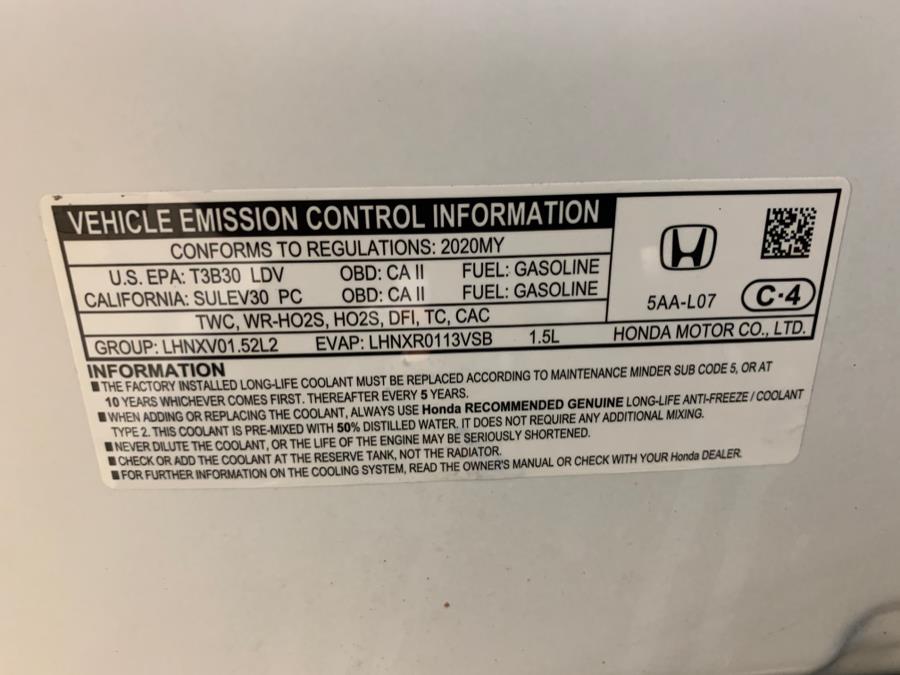 VEHICLE EMISSION CONTROL INFORMATION
CONFORMS TO REGULATIONS: 2020MY
U.S. EPA: T3B30 LDV OBD: CA II FUEL: GASOLINE
CALIFORNIA: SULEV30 PC OBD: CA II FUEL: GASOLINE
5AA-L07 C·4
TWC, WR-HO2S, HO2S, DFI, TC, CAC
GROUP: LHNXV01.52L2 EVAP: LHNXR0113VSB 1.5L HONDA MOTOR CO., LTD.
INFORMATION
■THE FACTORY INSTALLED LONG-LIFE COOLANT MUST BE REPLACED ACCORDING TO MAINTENANCE MINDER SUB CODE 5, OR AT
10 YEARS WHICHEVER COMES FIRST. THEREAFTER EVERY 5 YEARS.
■WHEN ADDING OR REPLACING THE COOLANT, ALWAYS USE Honda RECOMMENDED GENUINE LONG-LIFE ANTI-FREEZE / COOLANT
TYPE 2. THIS COOLANT IS PRE-MIXED WITH 50% DISTILLED WATER. IT DOES NOT REQUIRE ANY ADDITIONAL MIXING.
■NEVER DILUTE THE COOLANT, OR THE LIFE OF THE ENGINE MAY BE SERIOUSLY SHORTENED.
■CHECK OR ADD THE COOLANT AT THE RESERVE TANK, NOT THE RADIATOR.
■FOR FURTHER INFORMATION ON THE COOLING SYSTEM, READ THE OWNER'S MANUAL OR CHECK WITH YOUR Honda DEALER.